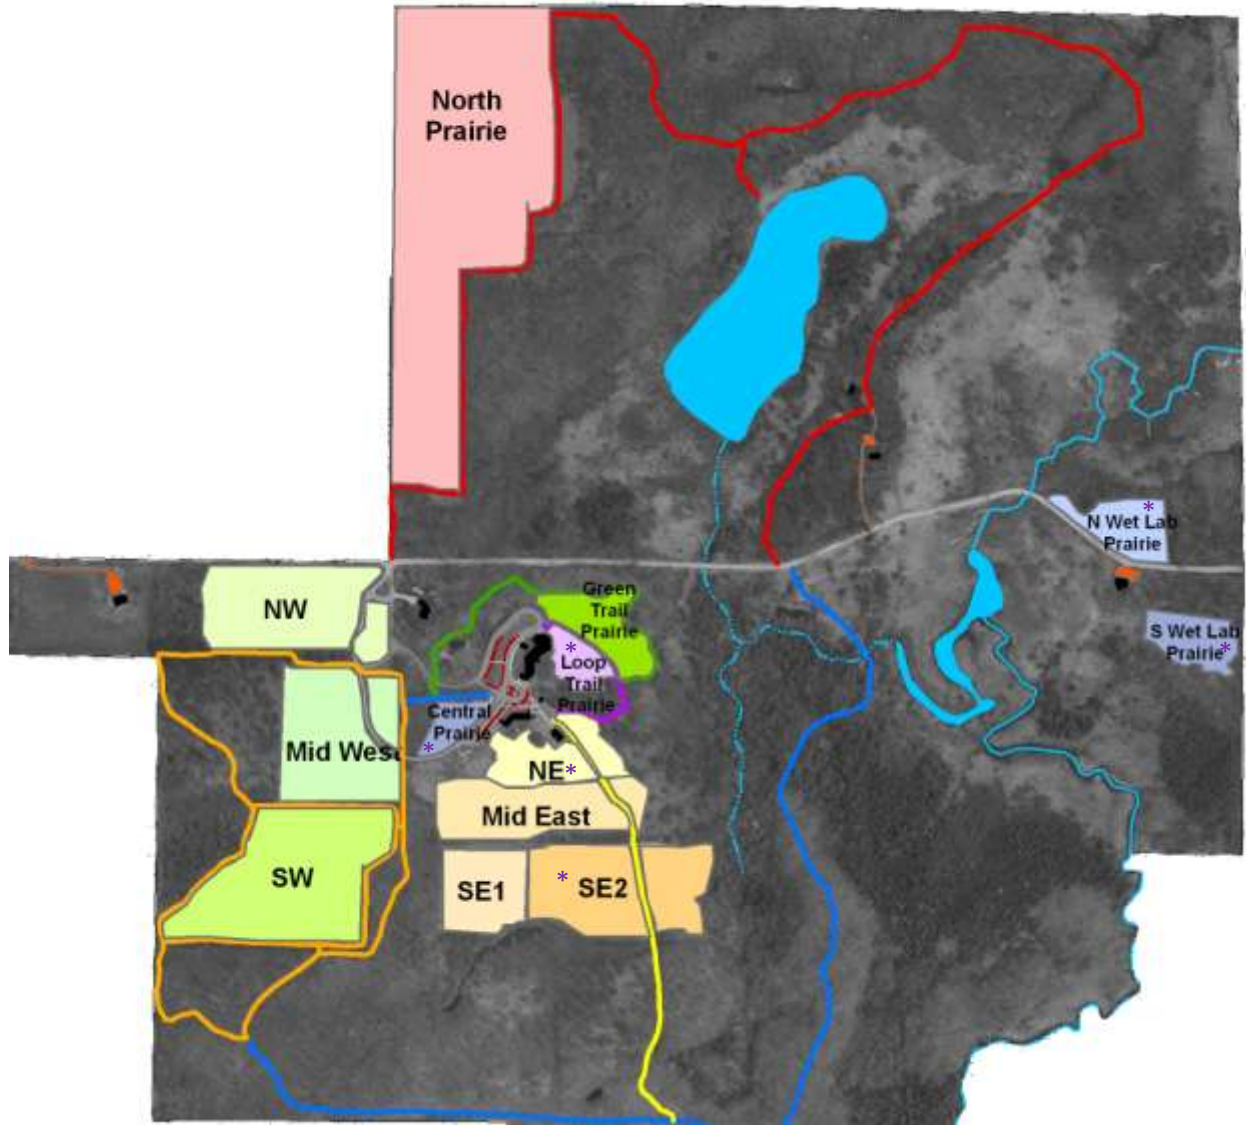 North
Prairie
N Wet Lab *
Prairie
NW
Green
Trail
Prairie
S Wet Lab
Prairie *
*
Loop
Trail
Prairie
Central
Prairie
*
Mid West
NE *
Mid East
SW
SE1
* SE2